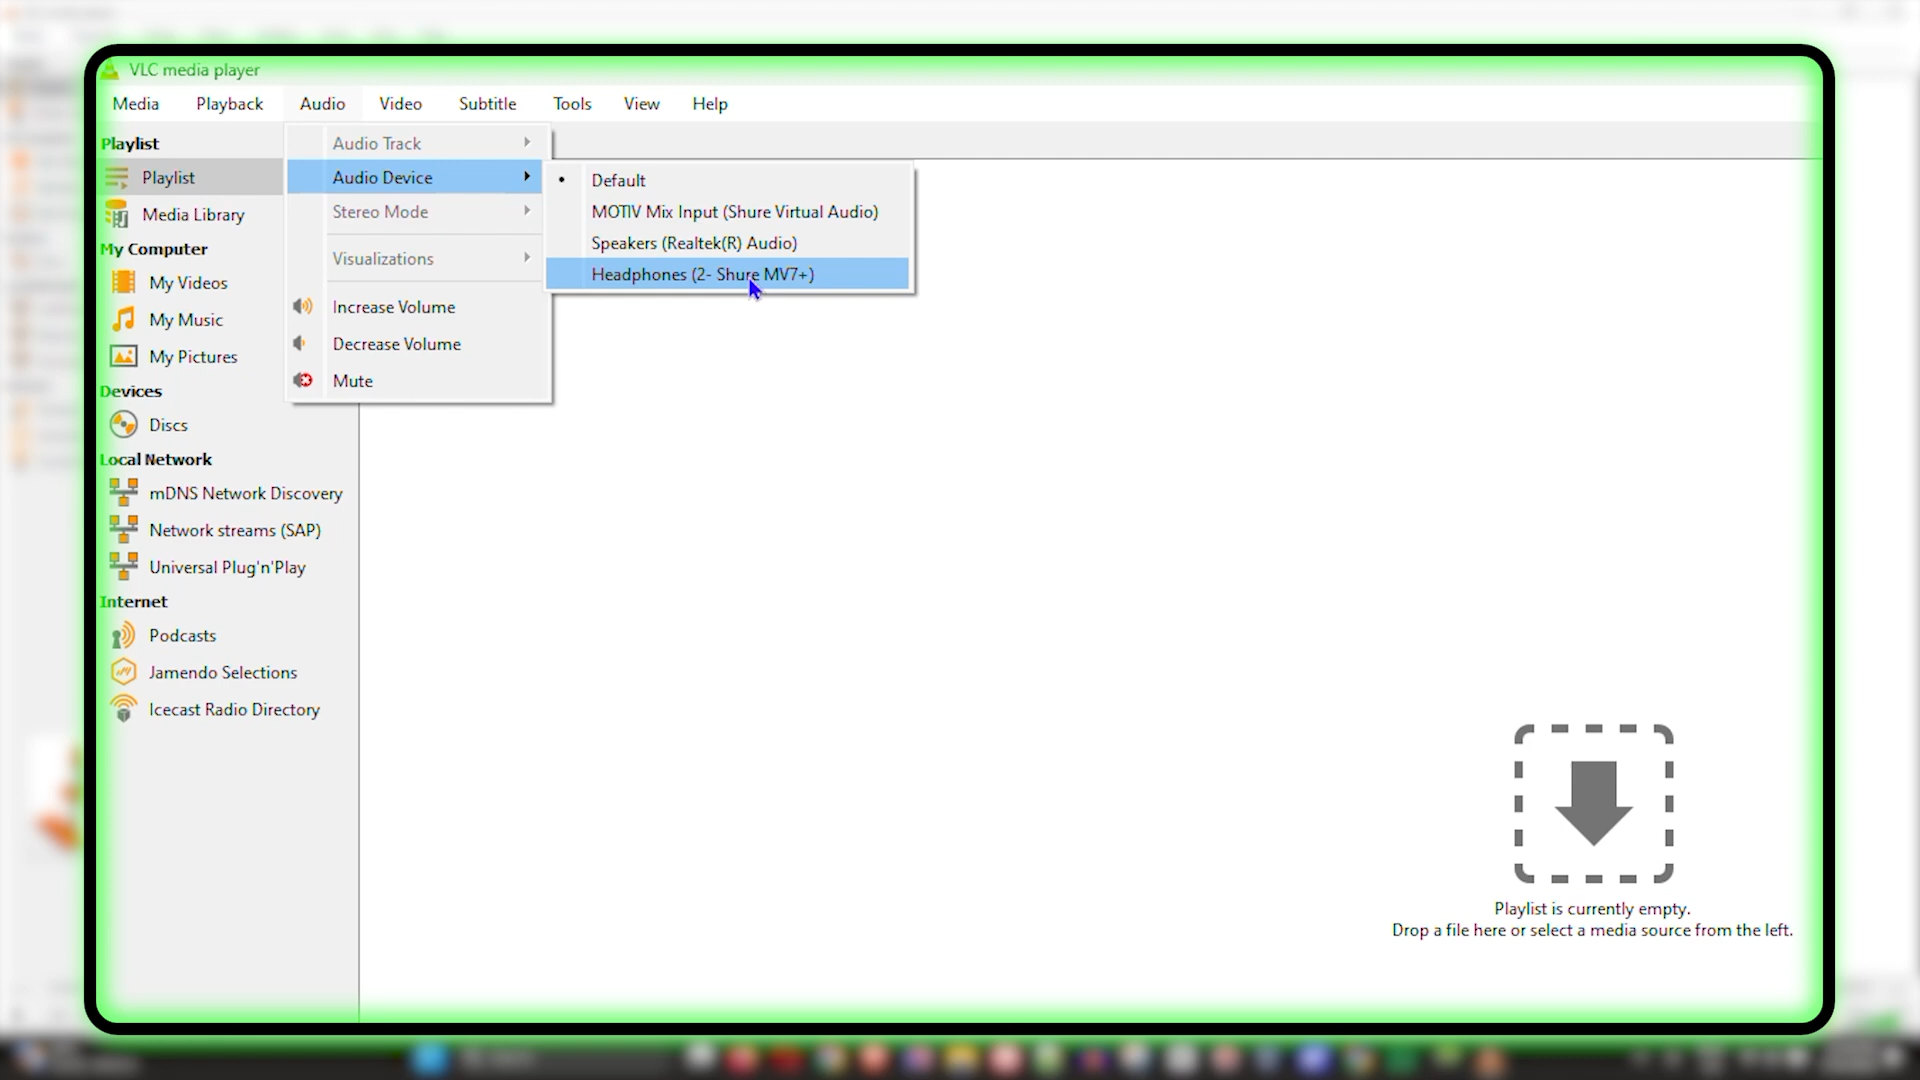 VLC media player
Media Playback Audio Video Subtitle Tools View Help
Playlist
Playlist
Media Library
My Computer
My Videos
My Music
My Pictures
Devices
Discs
Local Network
mDNS Network Discovery
Network streams (SAP)
Universal Plug'n'Play
Internet
Podcasts
Jamendo Selections
Icecast Radio Directory
Audio Track
Audio Device
Stereo Mode
Visualizations
Increase Volume
Decrease Volume
Mute
Default
MOTIV Mix Input (Shure Virtual Audio)
Speakers (Realtek(R) Audio)
Headphones (2- Shure MV7+)
Playlist is currently empty.
Drop a file here or select a media source from the left.